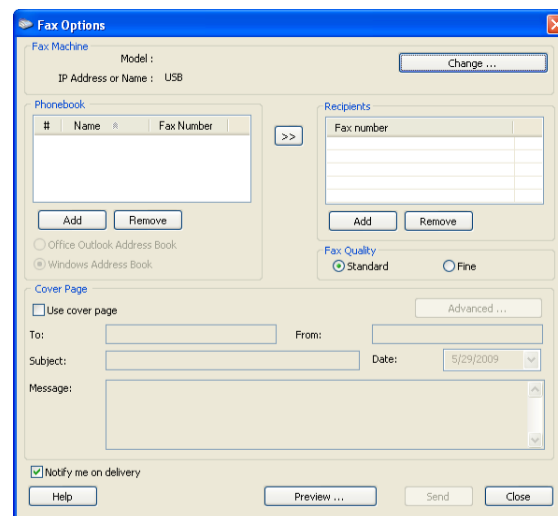 Fax Options
Fax Machine
Model :
Change ...
IP Address or Name : USB
Phonebook
# Name Fax Number
>>
Add Remove
Office Outlook Address Book
Windows Address Book
Recipients
Fax number
Add Remove
Fax Quality
Standard Fine
Cover Page
Use cover page
Advanced ...
To: From:
Subject: Date: 5/29/2009
Message:
Notify me on delivery
Help Preview ... Send Close